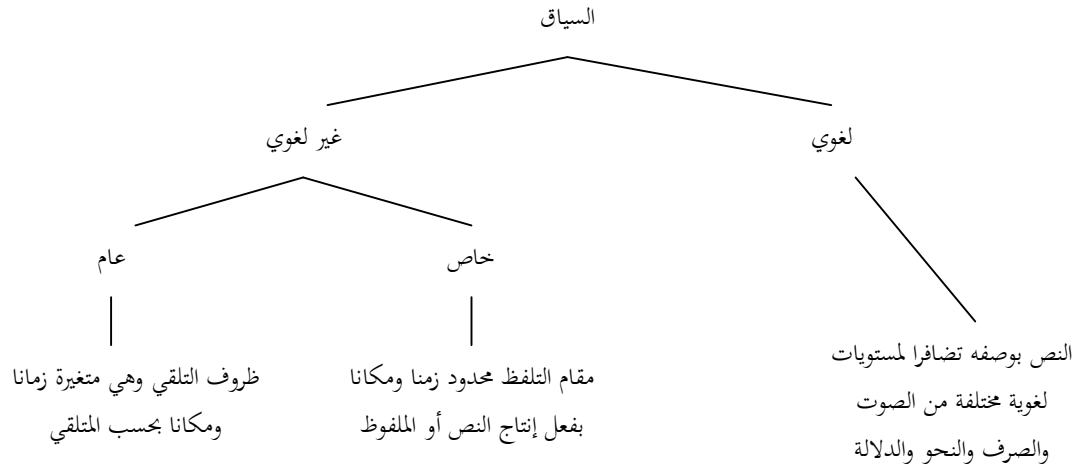 السياق
لغوي
غير لغوي
خاص
عام
النص بوصفه تضافرا لمستويات
لغوية مختلفة من الصوت
والصرف والنحو والدلالة
مقام التلفظ محدود زمنا ومكانا
بفعل إنتاج النص أو الملفوظ
ظروف التلقي وهي متغيرة زمانا
ومكانا بحسب المتلقي